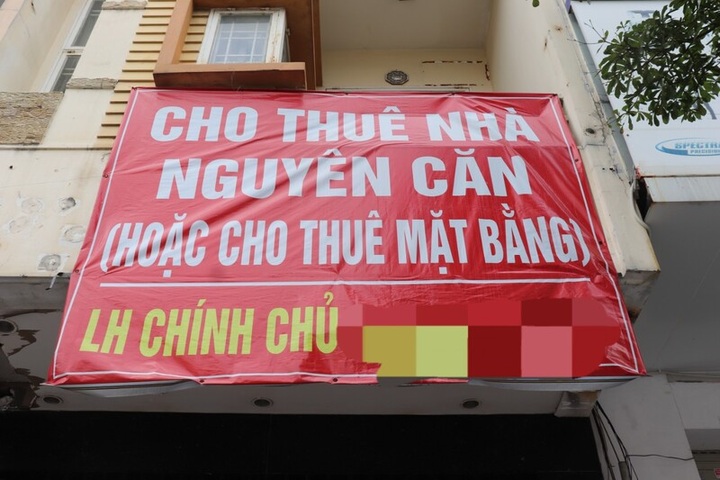 CHO THUÊ NHÀ
NGUYÊN CĂN
(HOẶC CHO THUÊ MẶT BẰNG)
LH CHÍNH CHỦ